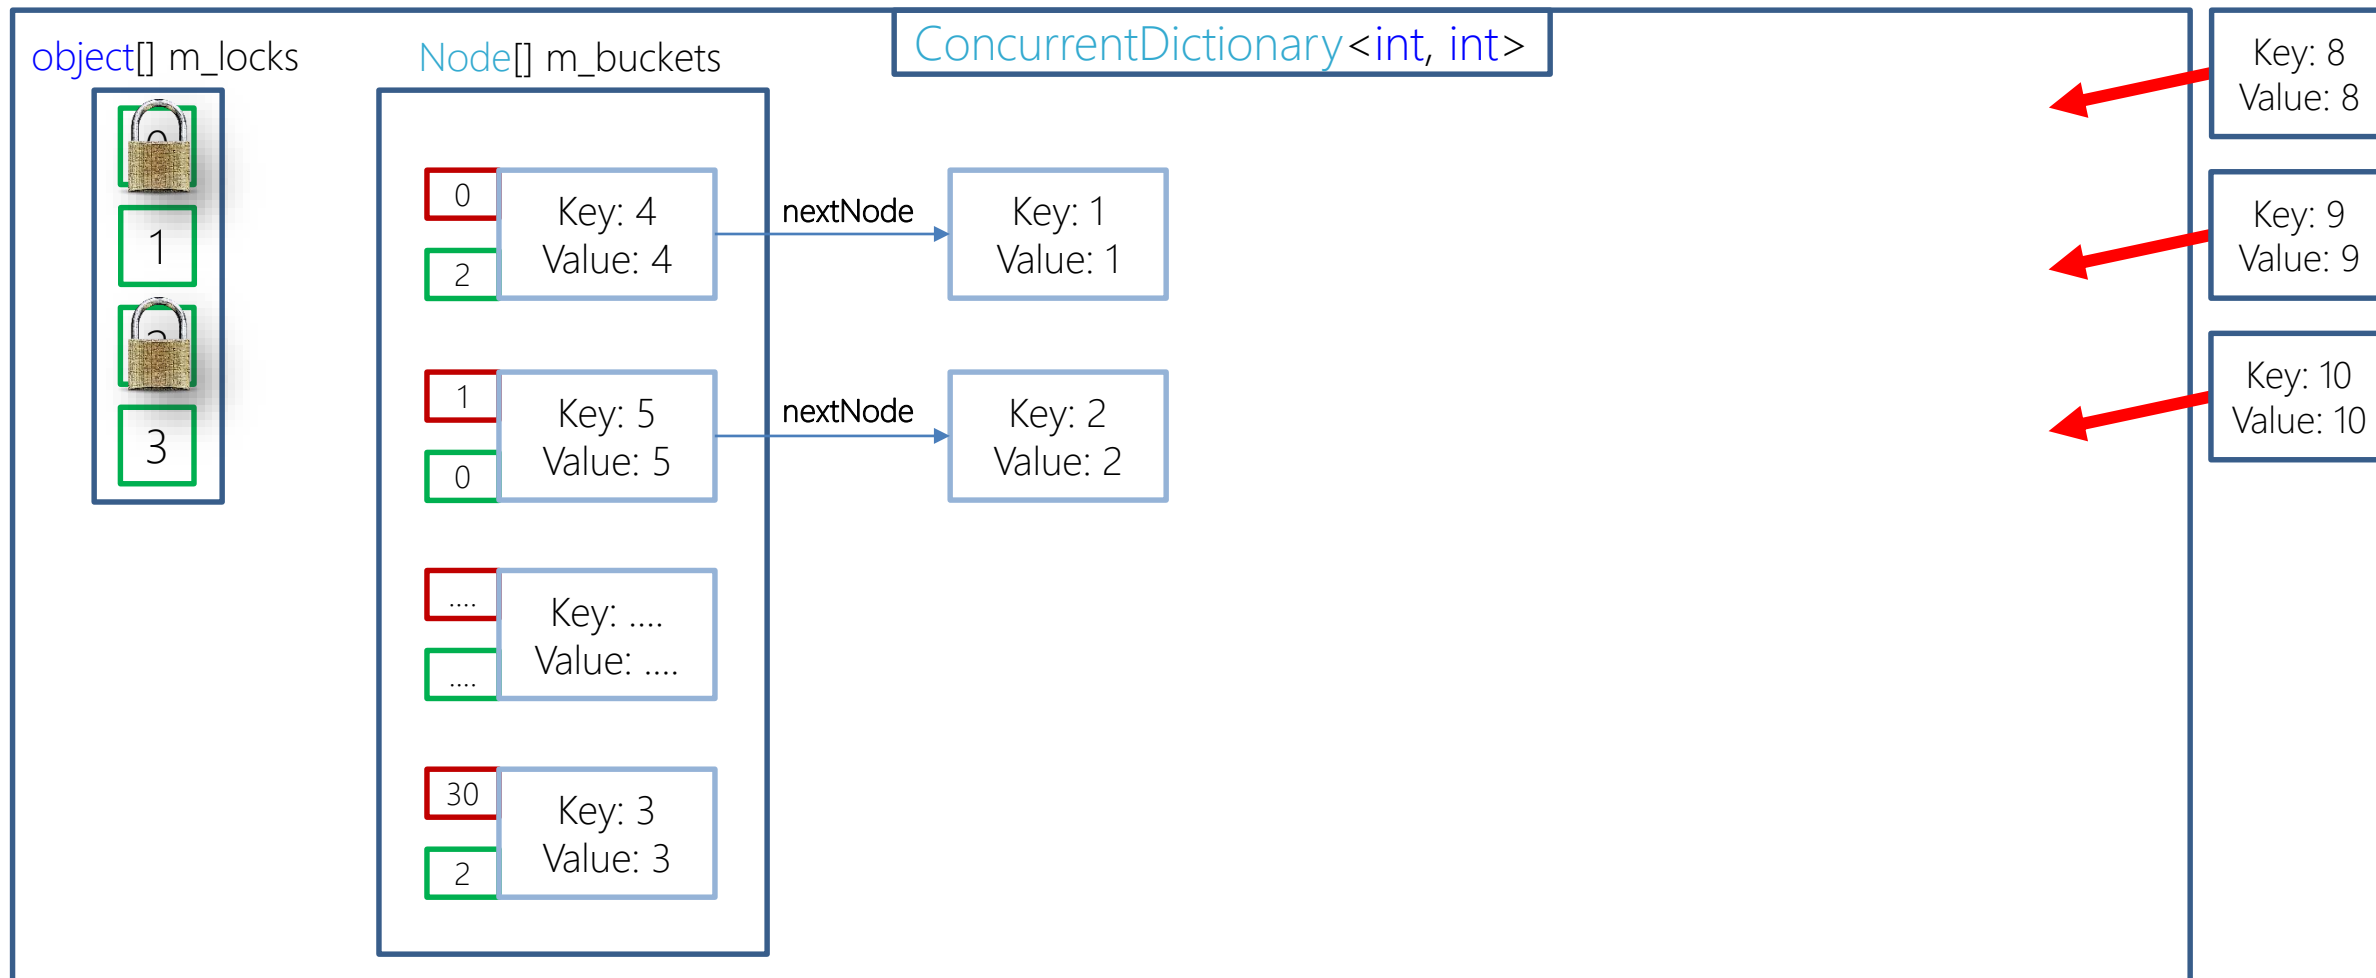 ConcurrentDictionary<int, int>
object[] m_locks
1
3
Node[] m_buckets
0
2
Key: 4
Value: 4
nextNode
Key: 1
Value: 1
1
0
Key: 5
Value: 5
nextNode
Key: 2
Value: 2
....
....
Key: ....
Value: ....
30
2
Key: 3
Value: 3
Key: 8
Value: 8
Key: 9
Value: 9
Key: 10
Value: 10